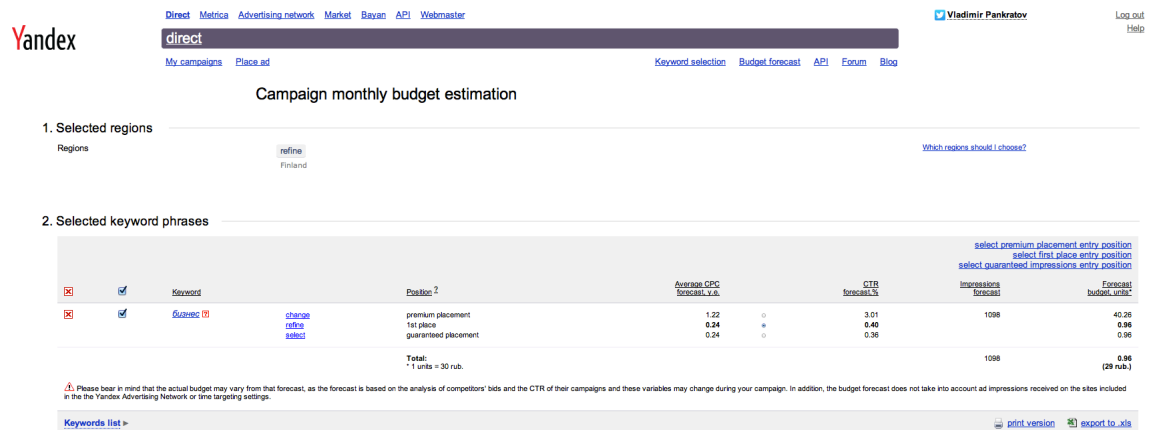 Direct Metrica Advertising network Market Bayan API Webmaster
Vladimir Pankratov
Log out
Help
Yandex
direct
My campaigns Place ad
Keyword selection Budget forecast API Forum Blog
Campaign monthly budget estimation
1. Selected regions
Regions
refine
Finland
Which regions should I choose?
2. Selected keyword phrases
select premium placement entry position
select first place entry position
select guaranteed impressions entry position
Keyword Position ? Average CPC forecast, y.e. CTR forecast,% Impressions forecast Forecast budget, units*
бизнес ? change premium placement 1.22 3.01 1098 40.26
refine 1st place 0.24 0.40 0.96
select guaranteed placement 0.24 0.36 0.96
Total: 1098 0.96
* 1 units = 30 rub. (29 rub.)
Please bear in mind that the actual budget may vary from that forecast, as the forecast is based on the analysis of competitors' bids and the CTR of their campaigns and these variables may change during your campaign. In addition, the budget forecast does not take into account ad impressions received on the sites included
in the the Yandex Advertising Network or time targeting settings.
Keywords list
print version export to .xls